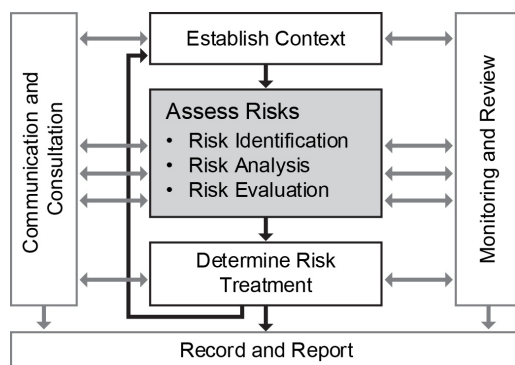 Communication and
Consultation
Establish Context
Assess Risks
• Risk Identification
• Risk Analysis
• Risk Evaluation
Determine Risk
Treatment
Monitoring and Review
Record and Report